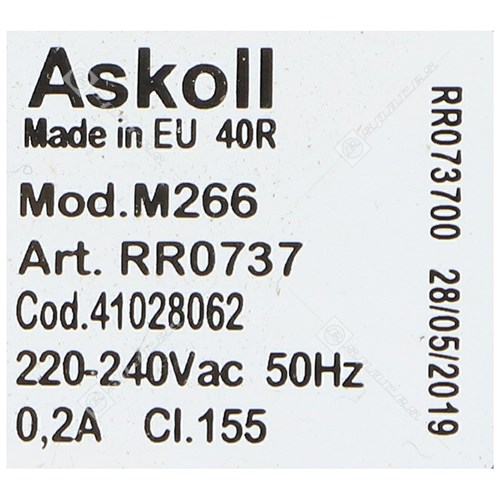 Askoll
Made in EU 40R
Mod.M266
Art. RR0737
Cod.41028062
220-240Vac 50Hz
0,2A Cl.155
RR073700 28/05/2019